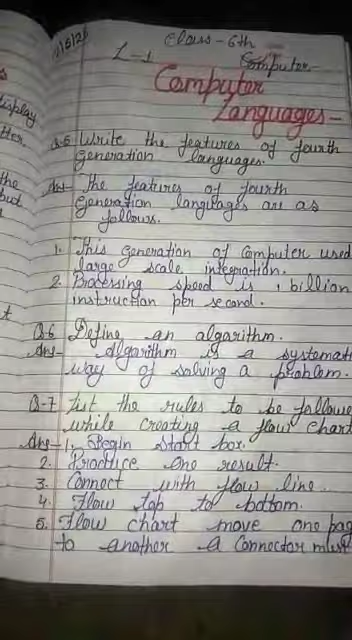 Class - 6th
L-1 Computer
Computer
Languages -
Q.5 Write the features of fourth
Generation languages.
Ans- The features of fourth
Generation languages are as
follows.
1. This generation of computer used
large scale integration.
2. Processing speed is 1 billion
instruction per second.
Q-6 Define an algorithm.
Ans- Algorithm is a systemati
way of solving a problem.
Q-7 List the rules to be followe
while creating a flow chart
Ans- 1. Begin start box.
2. Practice one result.
3. Connect with flow line.
4. Flow top to bottom.
5. Flow chart move one pag
to another a connector must